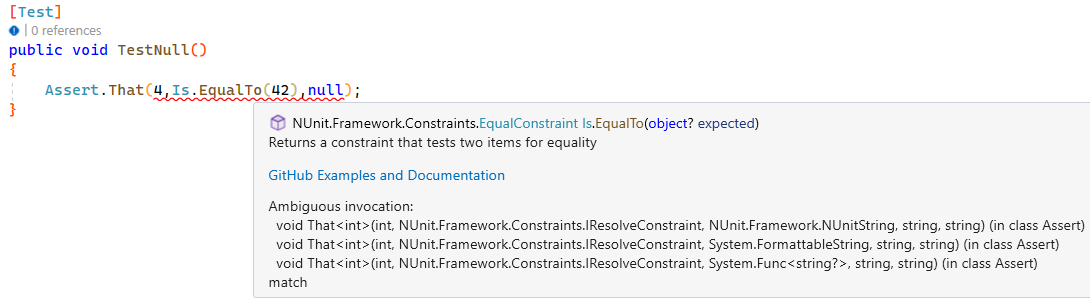 [Test]
| 0 references
public void TestNull()
{
Assert.That(4,Is.EqualTo(42),null);
}
NUnit.Framework.Constraints.EqualConstraint Is.EqualTo(object? expected)
Returns a constraint that tests two items for equality
GitHub Examples and Documentation
Ambiguous invocation:
void That<int>(int, NUnit.Framework.Constraints.IResolveConstraint, NUnit.Framework.NUnitString, string, string) (in class Assert)
void That<int>(int, NUnit.Framework.Constraints.IResolveConstraint, System.FormattableString, string, string) (in class Assert)
void That<int>(int, NUnit.Framework.Constraints.IResolveConstraint, System.Func<string?>, string, string) (in class Assert)
match